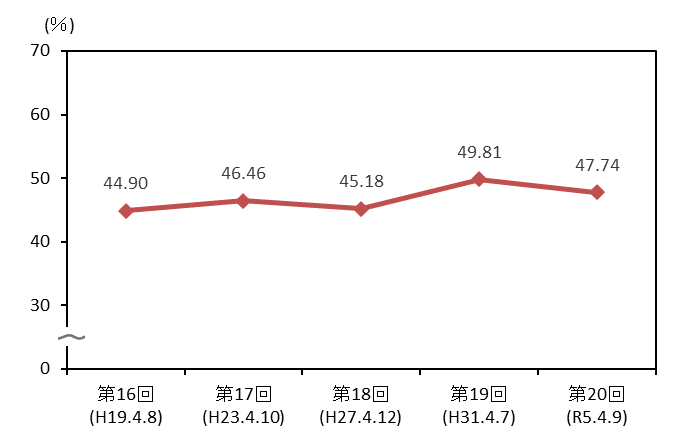 (%)
70
60
50
40
30
0
44.90
46.46
45.18
49.81
47.74
第16回
(H19.4.8)
第17回
(H23.4.10)
第18回
(H27.4.12)
第19回
(H31.4.7)
第20回
(R5.4.9)